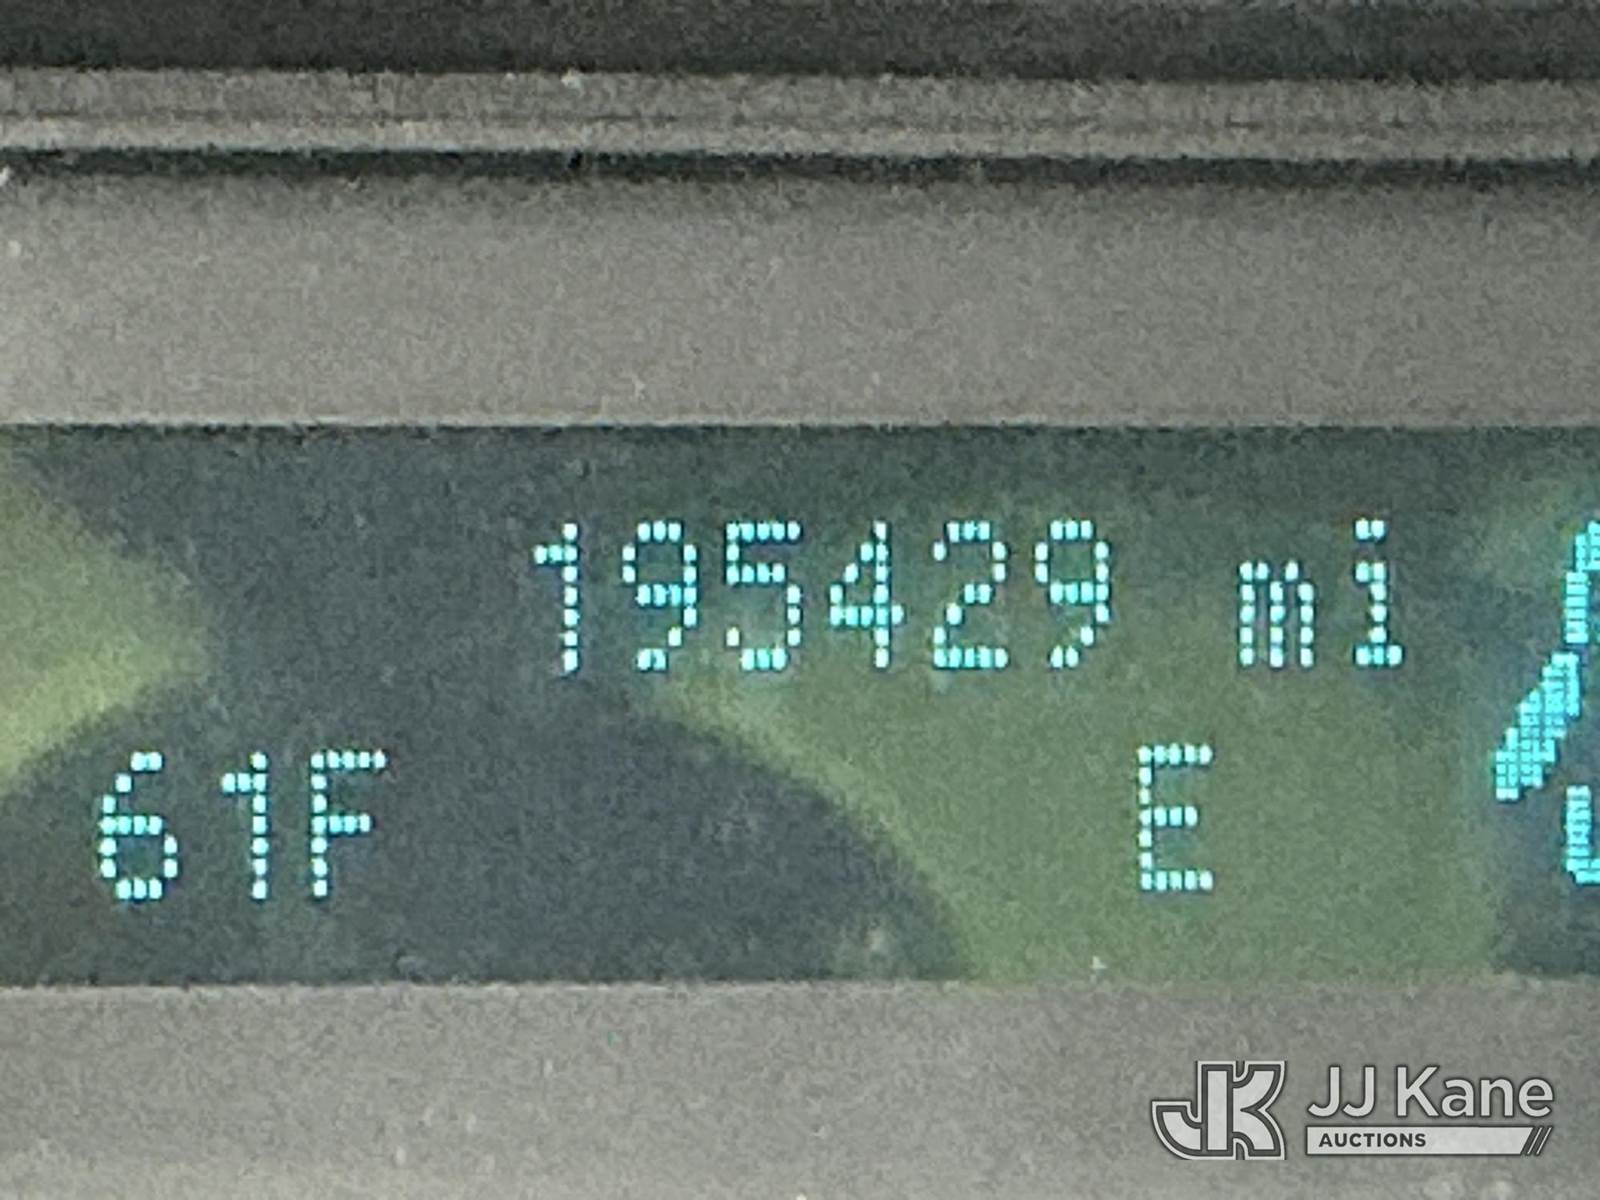 195429 mi
61F E
JJ Kane
AUCTIONS